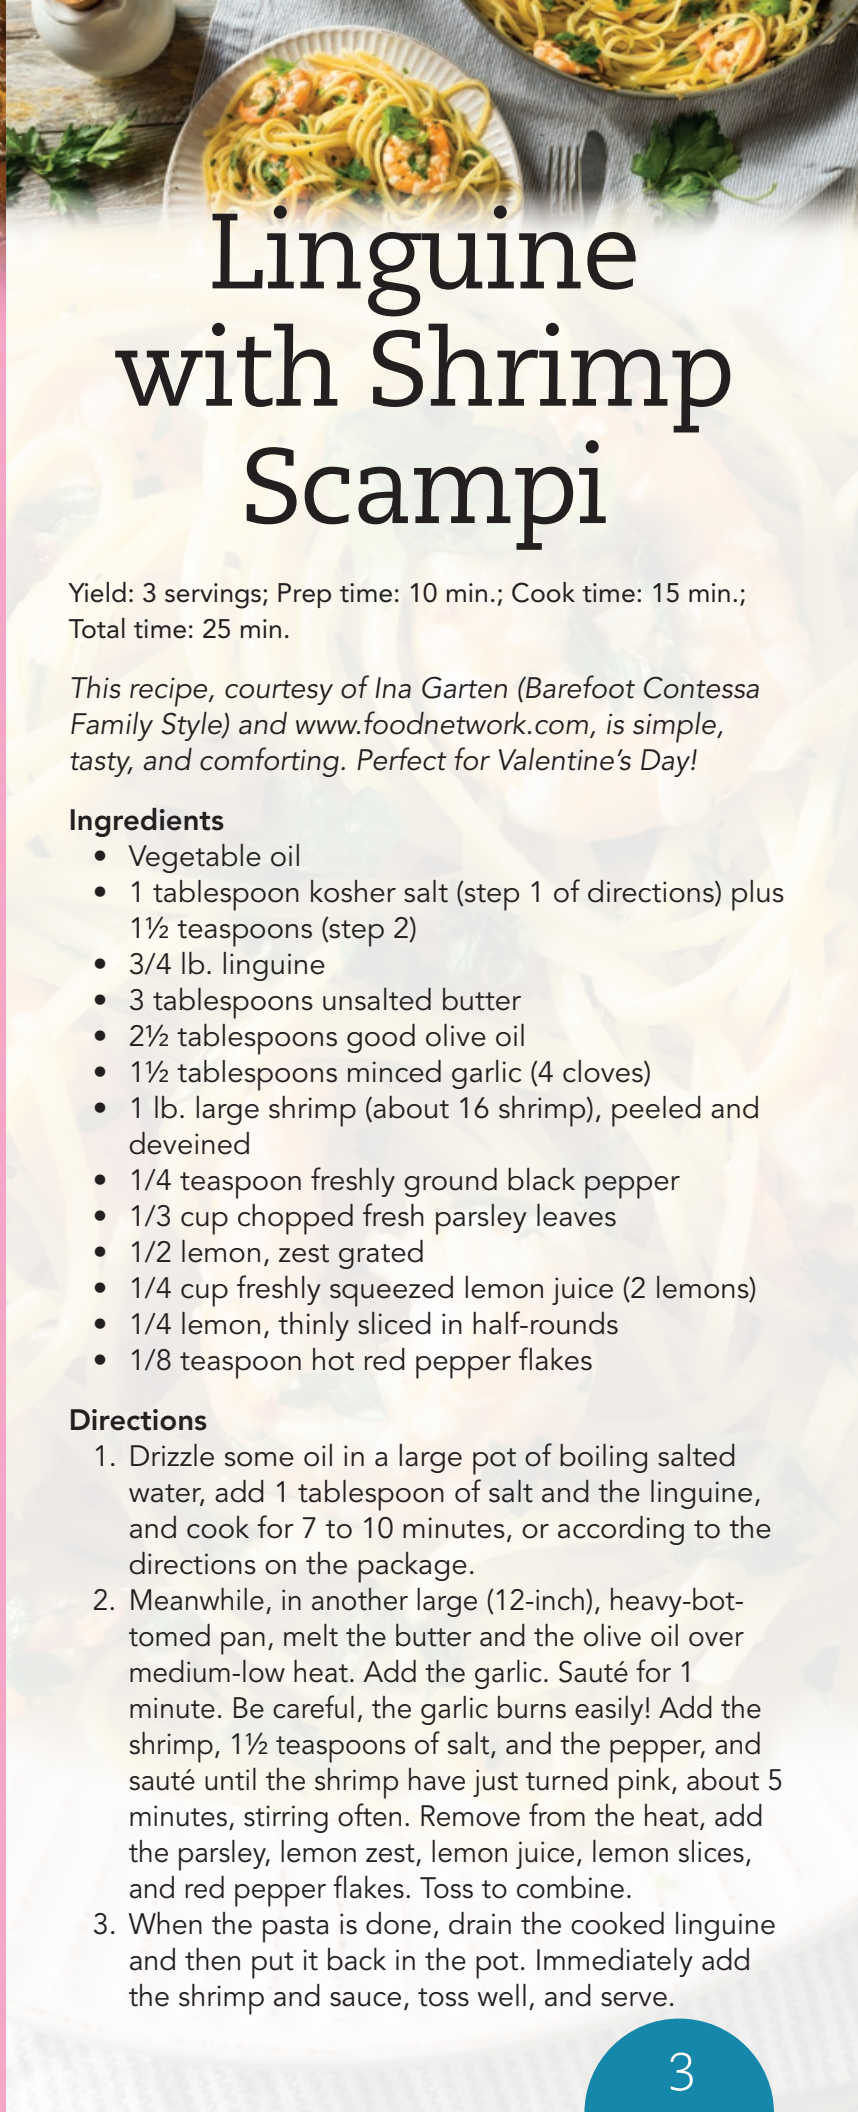 Linguine
with Shrimp
Scampi
Yield: 3 servings; Prep time: 10 min.; Cook time: 15 min.;
Total time: 25 min.
This recipe, courtesy of Ina Garten (Barefoot Contessa
Family Style) and www.foodnetwork.com, is simple,
tasty, and comforting. Perfect for Valentine’s Day!
Ingredients
• Vegetable oil
• 1 tablespoon kosher salt (step 1 of directions) plus
1½ teaspoons (step 2)
• 3/4 lb. linguine
• 3 tablespoons unsalted butter
• 2½ tablespoons good olive oil
• 1½ tablespoons minced garlic (4 cloves)
• 1 lb. large shrimp (about 16 shrimp), peeled and
deveined
• 1/4 teaspoon freshly ground black pepper
• 1/3 cup chopped fresh parsley leaves
• 1/2 lemon, zest grated
• 1/4 cup freshly squeezed lemon juice (2 lemons)
• 1/4 lemon, thinly sliced in half-rounds
• 1/8 teaspoon hot red pepper flakes
Directions
1. Drizzle some oil in a large pot of boiling salted
water, add 1 tablespoon of salt and the linguine,
and cook for 7 to 10 minutes, or according to the
directions on the package.
2. Meanwhile, in another large (12-inch), heavy-bot-
tomed pan, melt the butter and the olive oil over
medium-low heat. Add the garlic. Sauté for 1
minute. Be careful, the garlic burns easily! Add the
shrimp, 1½ teaspoons of salt, and the pepper, and
sauté until the shrimp have just turned pink, about 5
minutes, stirring often. Remove from the heat, add
the parsley, lemon zest, lemon juice, lemon slices,
and red pepper flakes. Toss to combine.
3. When the pasta is done, drain the cooked linguine
and then put it back in the pot. Immediately add
the shrimp and sauce, toss well, and serve.
3